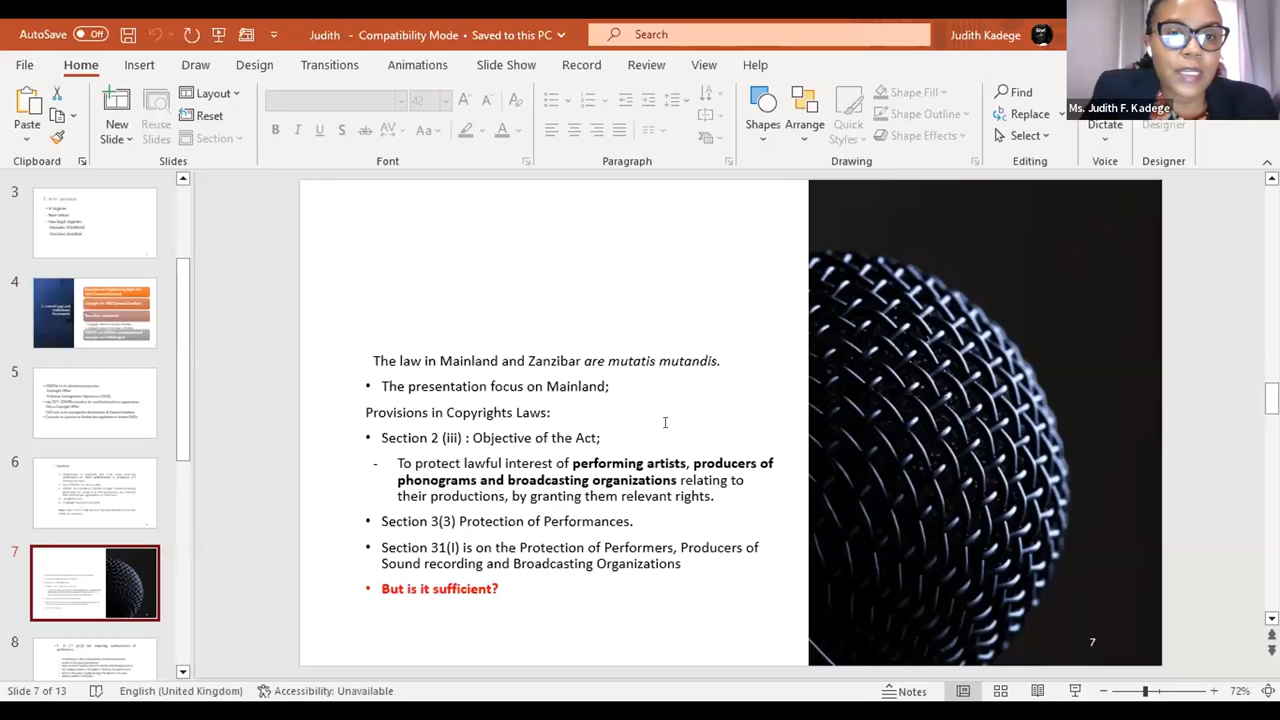 AutoSave Off Judith - Compatibility Mode - Saved to this PC Search Judith Kadege
File Home Insert Draw Design Transitions Animations Slide Show Record Review View Help
Ms. Judith F. Kadege
Paste
Clipboard
New
Slide
Reuse
Slides
Layout
Reset
Section
Slides
Font
Paragraph
Shapes
Arrange
Quick
Styles
Shape Fill
Shape Outline
Shape Effects
Drawing
Find
Replace
Select
Editing
Dictate
Voice
Designer
Designer
3
4
5
6
7
8
The law in Mainland and Zanzibar are mutatis mutandis.
• The presentation focus on Mainland;
Provisions in Copyrights Laws:
• Section 2 (iii) : Objective of the Act;
- To protect lawful interest of performing artists, producers of
phonograms and broadcasting organizations relating to
their productions, by granting them relevant rights.
• Section 3(3) Protection of Performances.
• Section 31(I) is on the Protection of Performers, Producers of
Sound recording and Broadcasting Organizations
• But is it sufficient?
7
Slide 7 of 13 English (United Kingdom) Accessibility: Unavailable Notes 72%